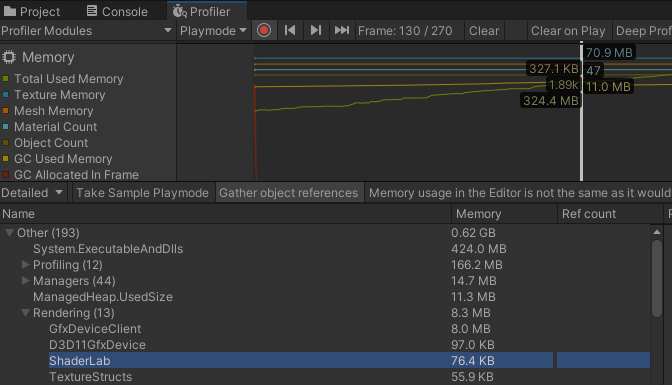 Project Console Profiler
Profiler Modules Playmode Frame: 130 / 270 Clear Clear on Play Deep Prof
Memory
Total Used Memory
Texture Memory
Mesh Memory
Material Count
Object Count
GC Used Memory
GC Allocated In Frame
70.9 MB
327.1 KB 47
1.89k 11.0 MB
324.4 MB
Detailed Take Sample Playmode Gather object references Memory usage in the Editor is not the same as it would
Name Memory Ref count
Other (193) 0.62 GB
System.ExecutableAndDlls 424.0 MB
Profiling (12) 166.2 MB
Managers (44) 14.7 MB
ManagedHeap.UsedSize 11.3 MB
Rendering (13) 8.3 MB
GfxDeviceClient 8.0 MB
D3D11GfxDevice 97.0 KB
ShaderLab 76.4 KB
TextureStructs 55.9 KB